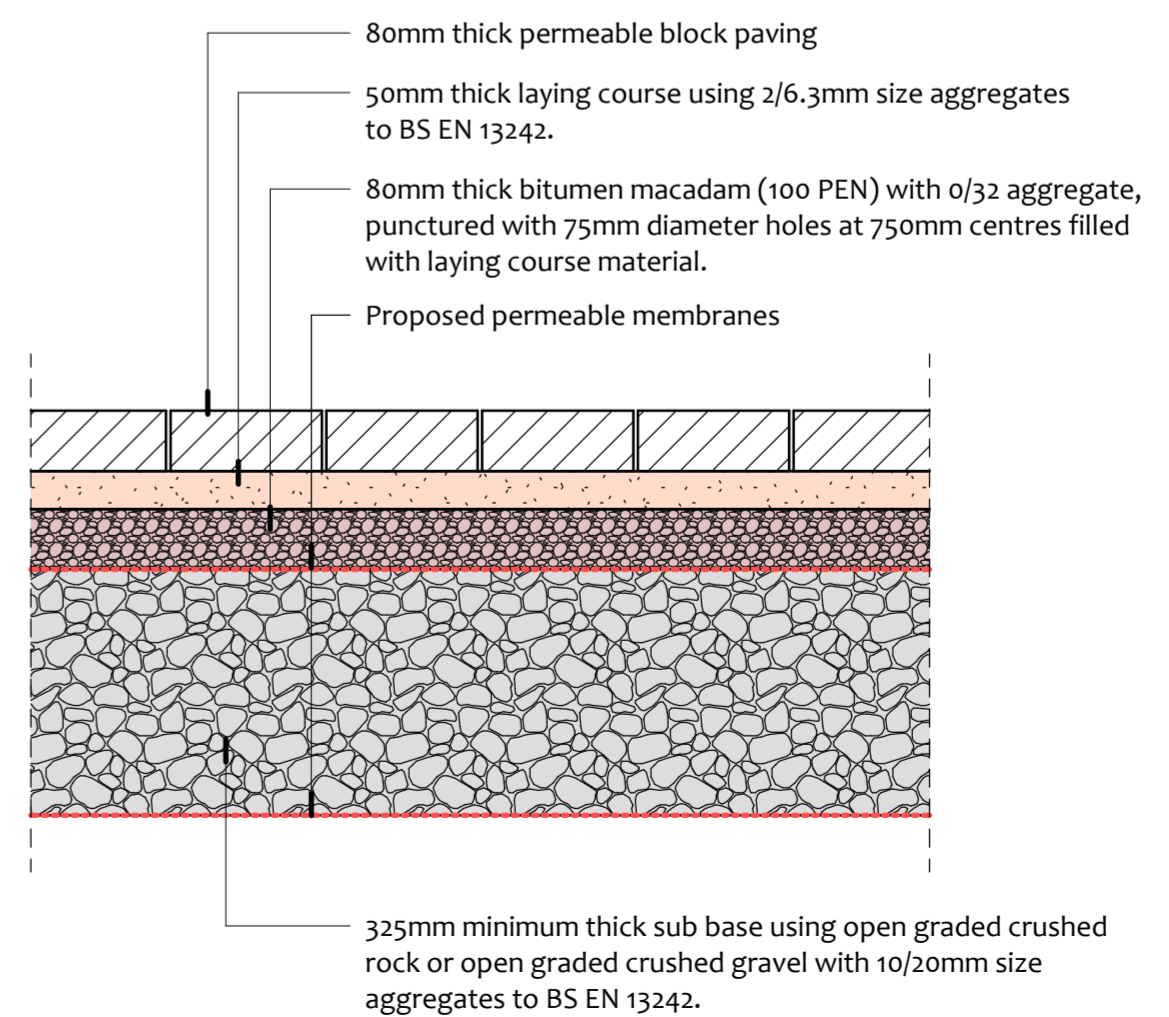 80mm thick permeable block paving
50mm thick laying course using 2/6.3mm size aggregates
to BS EN 13242.
80mm thick bitumen macadam (100 PEN) with 0/32 aggregate,
punctured with 75mm diameter holes at 750mm centres filled
with laying course material.
Proposed permeable membranes
325mm minimum thick sub base using open graded crushed
rock or open graded crushed gravel with 10/20mm size
aggregates to BS EN 13242.